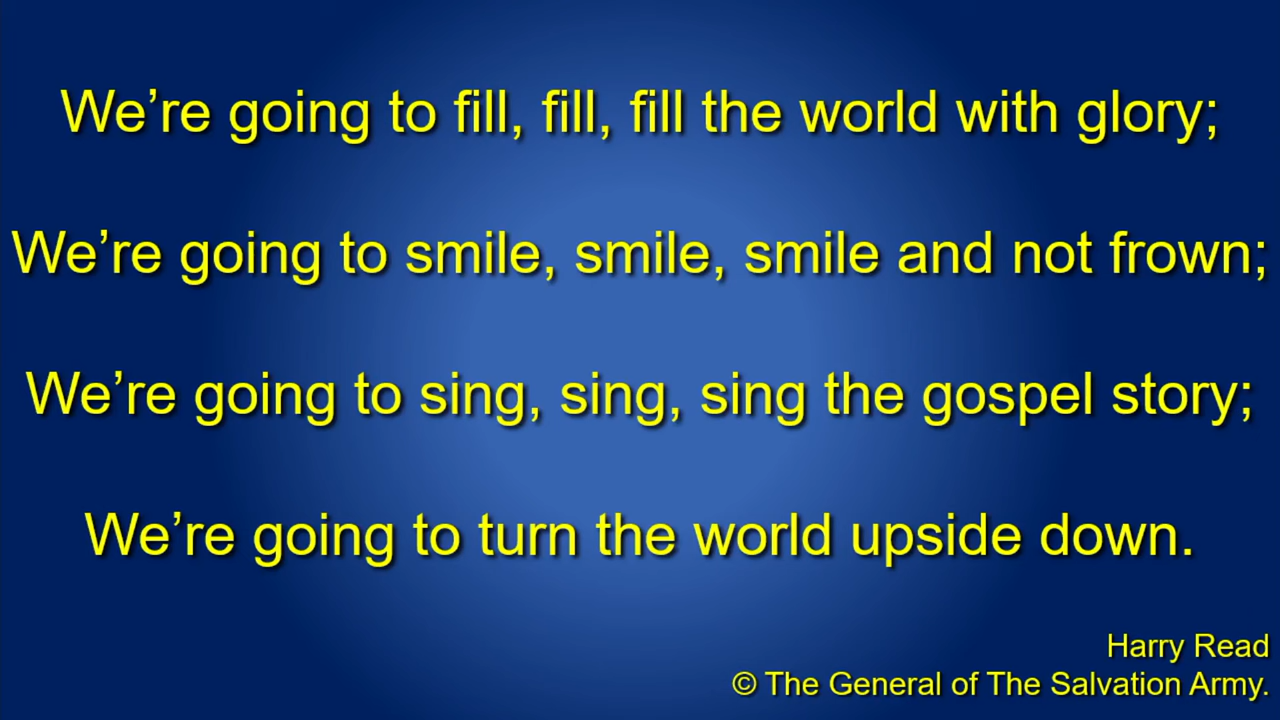 We’re going to fill, fill, fill the world with glory;
We’re going to smile, smile, smile and not frown;
We’re going to sing, sing, sing the gospel story;
We’re going to turn the world upside down.
Harry Read
© The General of The Salvation Army.